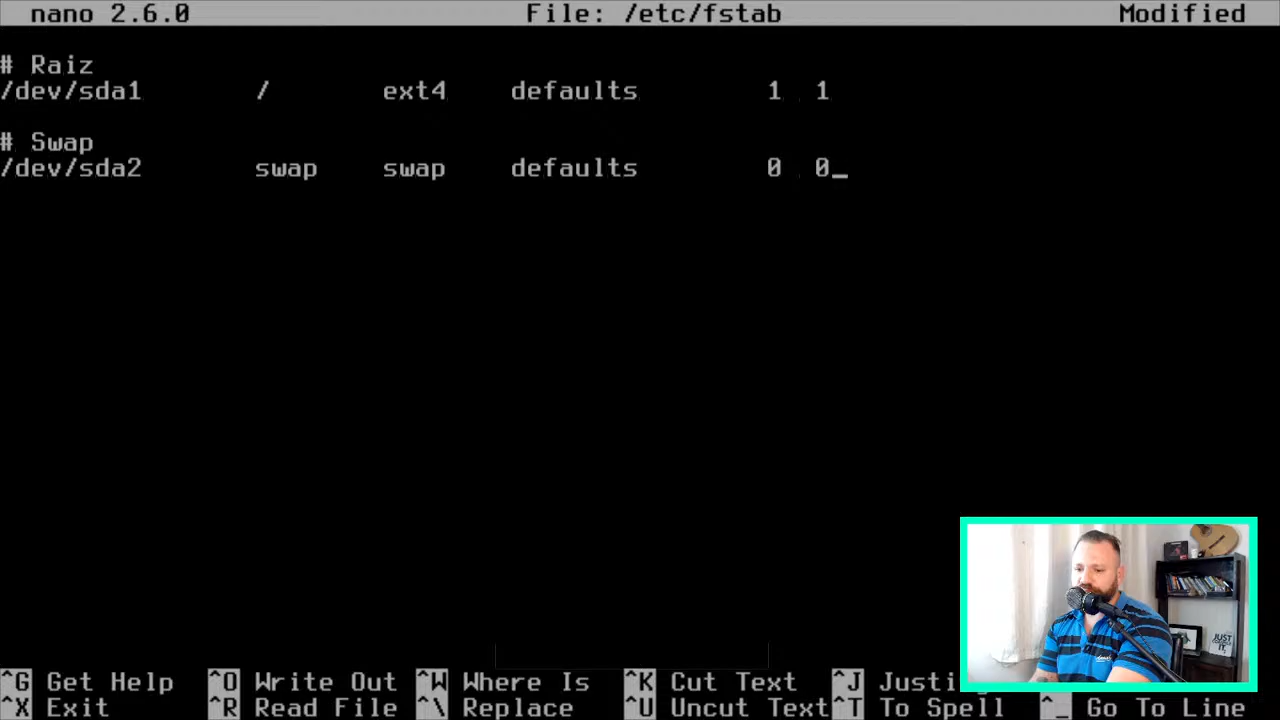 nano 2.6.0 File: /etc/fstab Modified
# Raiz
/dev/sda1 / ext4 defaults 1 1
# Swap
/dev/sda2 swap swap defaults 0 0_
^G Get Help ^O Write Out ^W Where Is ^K Cut Text ^J
^X Exit ^R Read File ^\ Replace ^U Uncut Text ^T To Spell ^_ Go To Line